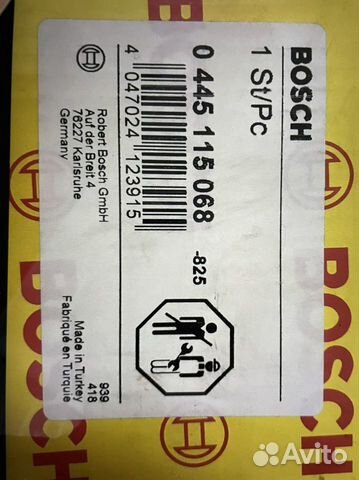 BOSCH
1 St/Pc
0 445 115 068
-825
4 047024 123915
Robert Bosch GmbH
Auf der Breit 4
76227 Karlsruhe
Germany
939
418
Made in Turkey
Fabriqué en Turquie
BOSCH
BOSCH
Avito